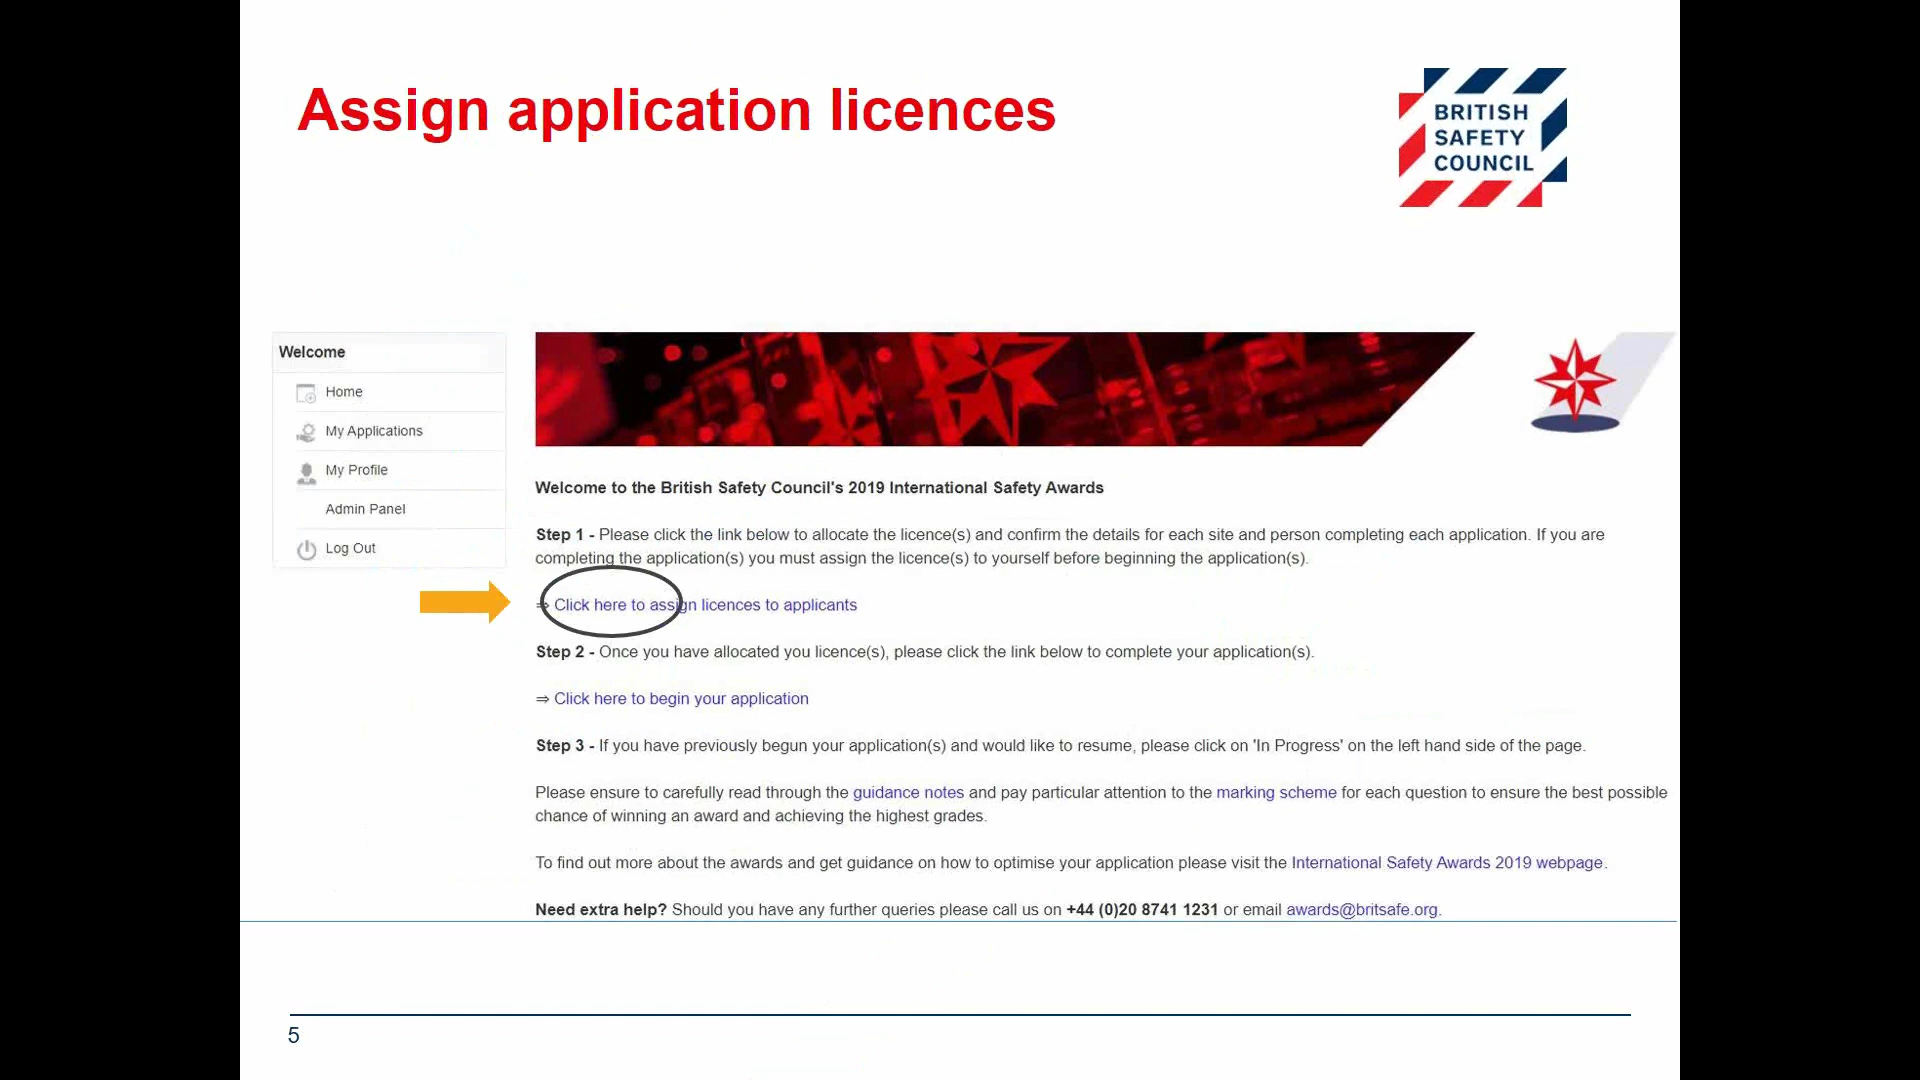 Assign application licences
BRITISH
SAFETY
COUNCIL
Welcome
Home
My Applications
My Profile
Admin Panel
Log Out
Welcome to the British Safety Council's 2019 International Safety Awards
Step 1 - Please click the link below to allocate the licence(s) and confirm the details for each site and person completing each application. If you are
completing the application(s) you must assign the licence(s) to yourself before beginning the application(s).
⇒ Click here to assign licences to applicants
Step 2 - Once you have allocated you licence(s), please click the link below to complete your application(s).
⇒ Click here to begin your application
Step 3 - If you have previously begun your application(s) and would like to resume, please click on 'In Progress' on the left hand side of the page.
Please ensure to carefully read through the guidance notes and pay particular attention to the marking scheme for each question to ensure the best possible
chance of winning an award and achieving the highest grades.
To find out more about the awards and get guidance on how to optimise your application please visit the International Safety Awards 2019 webpage.
Need extra help? Should you have any further queries please call us on +44 (0)20 8741 1231 or email awards@britsafe.org.
5